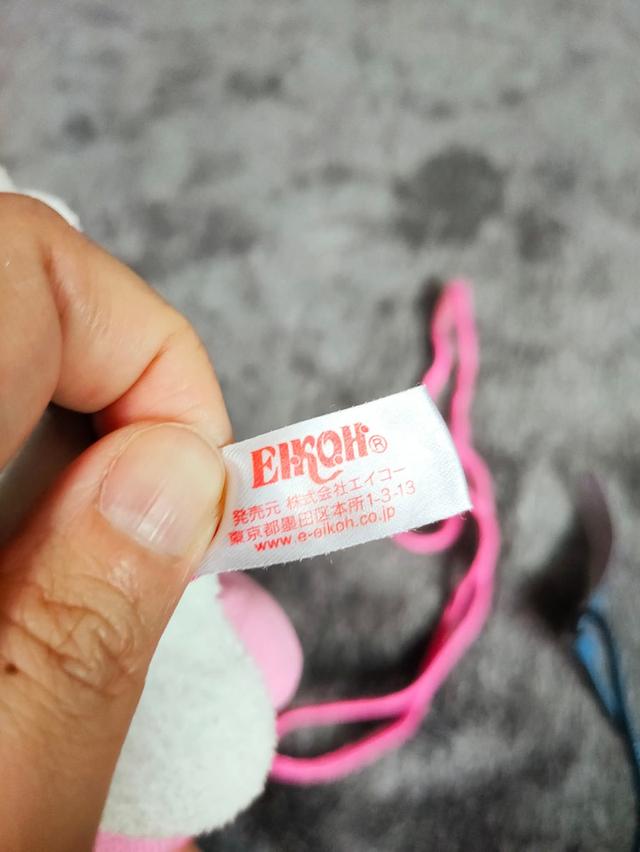 EIKOH®
発売元 株式会社エイコー
東京都墨田区本所1-3-13
www.e-eikoh.co.jp